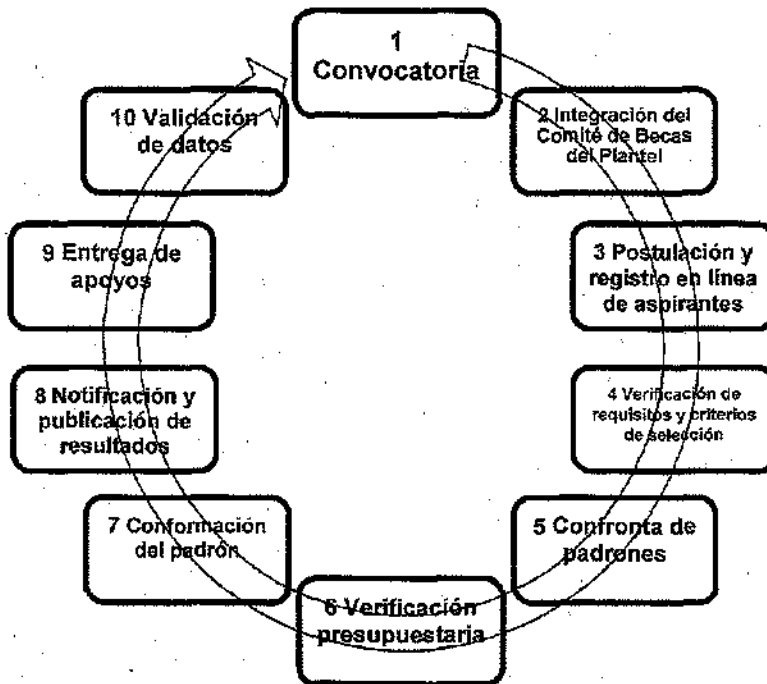 1
Convocatoria
2 Integración del
Comité de Becas
del Plantel
3 Postulación y
registro en línea
de aspirantes
4 Verificación de
requisitos y criterios
de selección
5 Confronta de
padrones
6 Verificación
presupuestaria
7 Conformación
del padrón
8 Notificación y
publicación de
resultados
9 Entrega de
apoyos
10 Validación
de datos